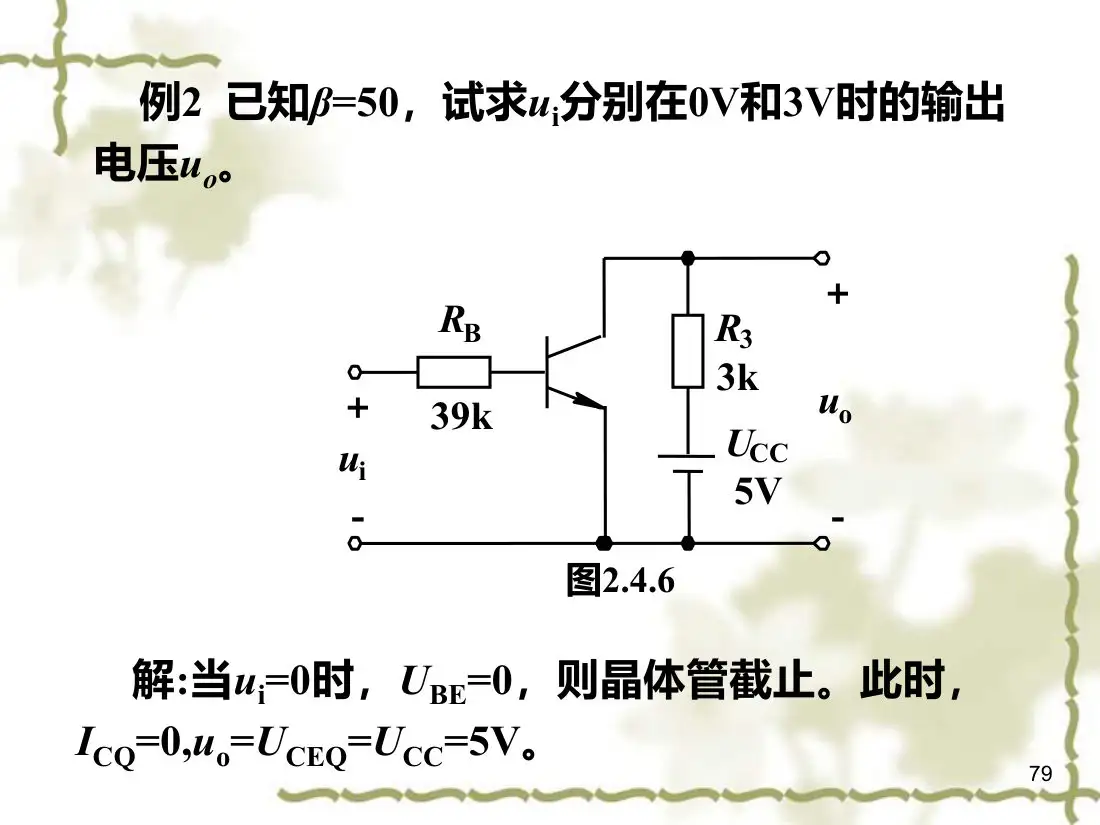 例2 已知β=50，试求ui分别在0V和3V时的输出
电压uo。
RB
39k
+
ui
-
R3
3k
UCC
5V
+
uo
-
图2.4.6
解:当ui=0时，UBE=0，则晶体管截止。此时，
ICQ=0,uo=UCEQ=UCC=5V。
79